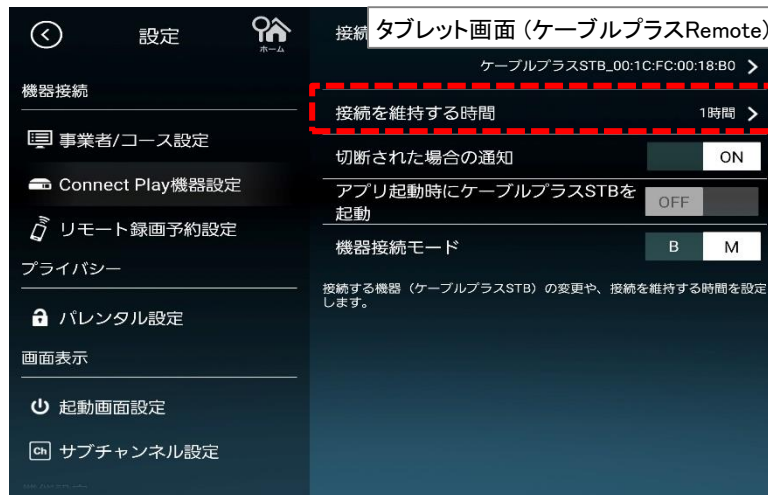 設定
ホーム
機器接続
事業者/コース設定
Connect Play機器設定
リモート録画予約設定
プライバシー
パレンタル設定
画面表示
起動画面設定
Ch サブチャンネル設定
接続
タブレット画面 (ケーブルプラスRemote)
ケーブルプラスSTB_00:1C:FC:00:18:B0
接続を維持する時間 1時間
切断された場合の通知 ON
アプリ起動時にケーブルプラスSTBを
起動 OFF
機器接続モード B M
接続する機器（ケーブルプラスSTB）の変更や、接続を維持する時間を設定
します。